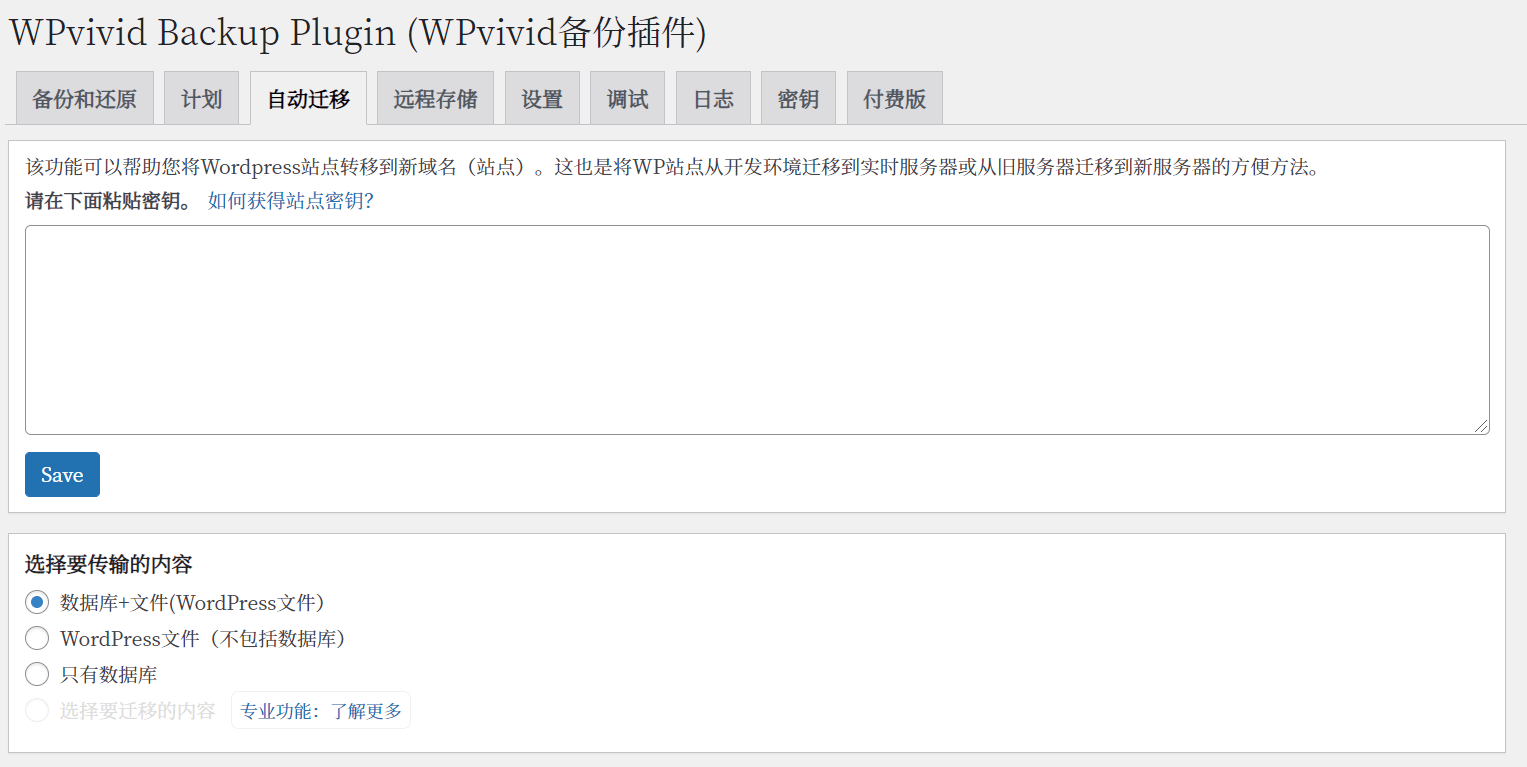 WPvivid Backup Plugin (WPvivid备份插件)
备份和还原 计划 自动迁移 远程存储 设置 调试 日志 密钥 付费版
该功能可以帮助您将Wordpress站点转移到新域名（站点）。这也是将WP站点从开发环境迁移到实时服务器或从旧服务器迁移到新服务器的方便方法。
请在下面粘贴密钥。 如何获得站点密钥？
Save
选择要传输的内容
数据库+文件(WordPress文件）
WordPress文件（不包括数据库）
只有数据库
选择要迁移的内容 专业功能：了解更多